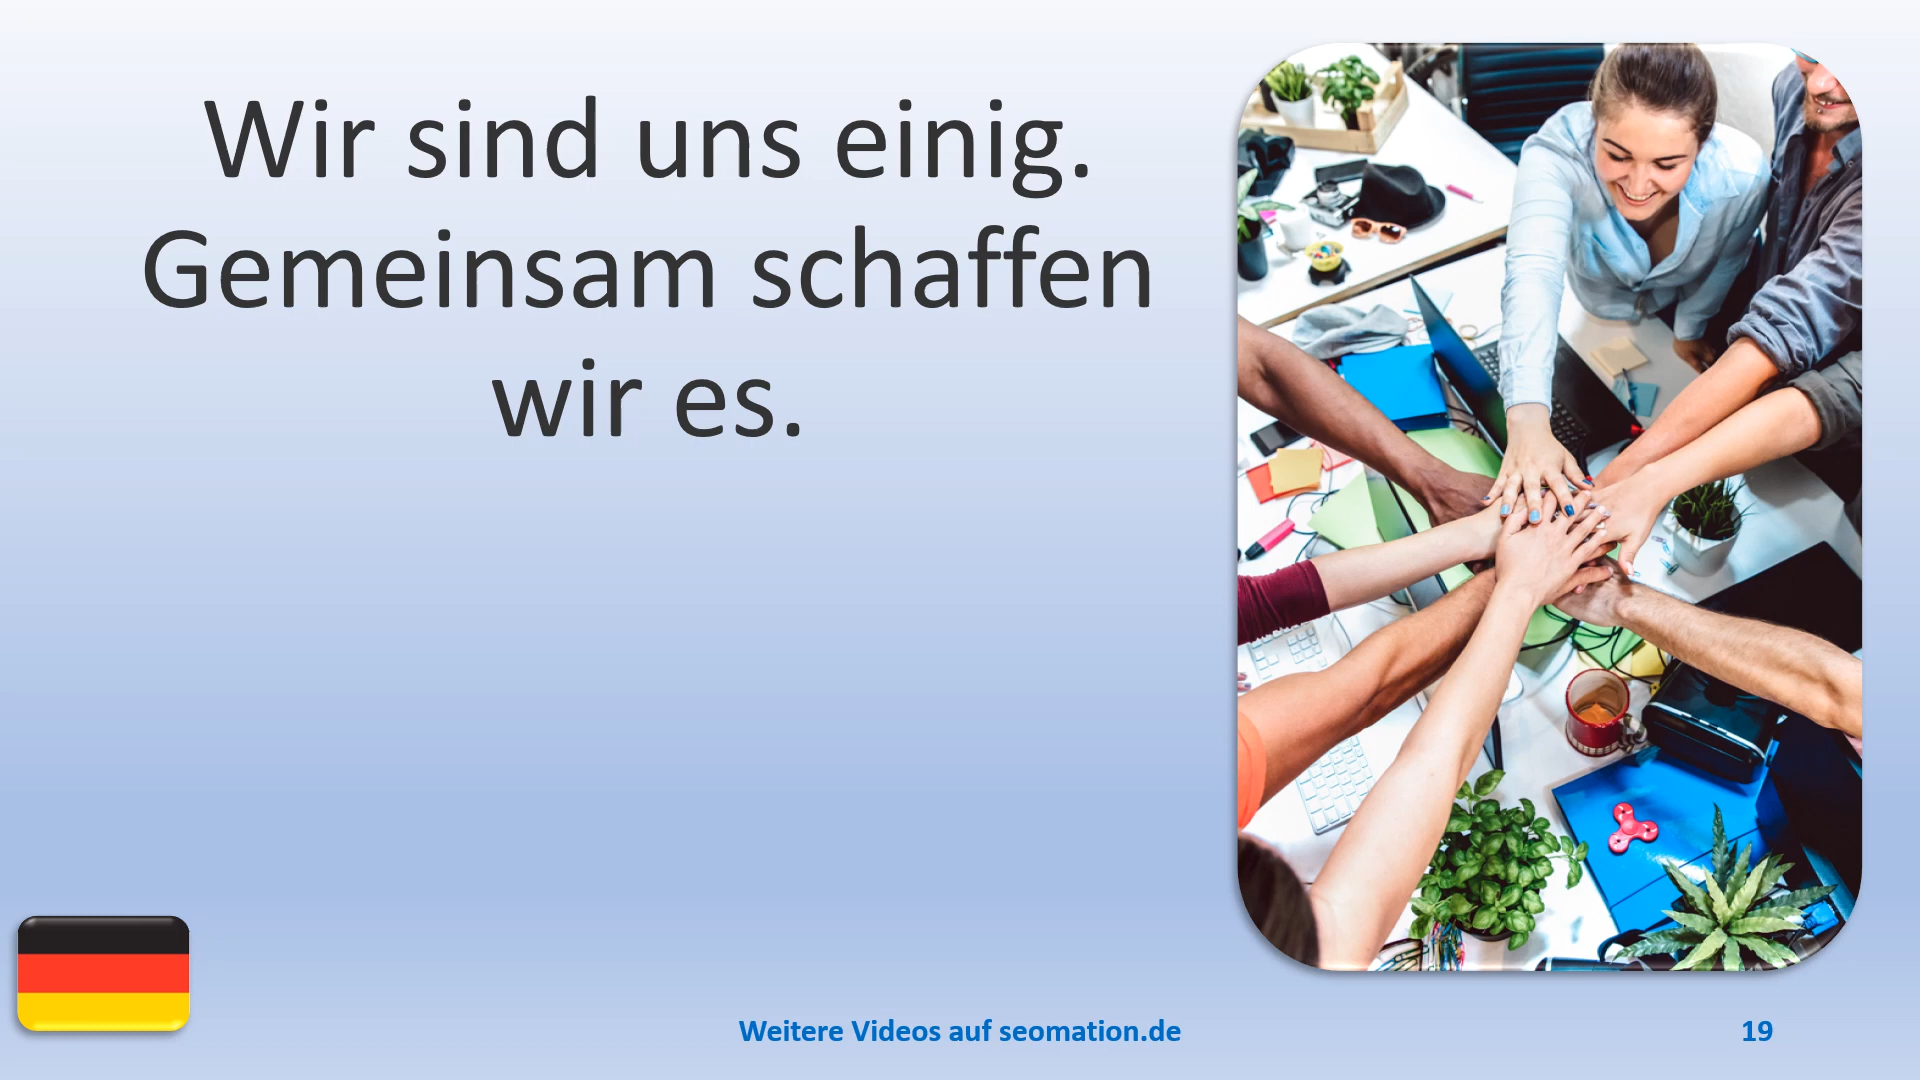 Wir sind uns einig.
Gemeinsam schaffen
wir es.
Weitere Videos auf seomation.de
19